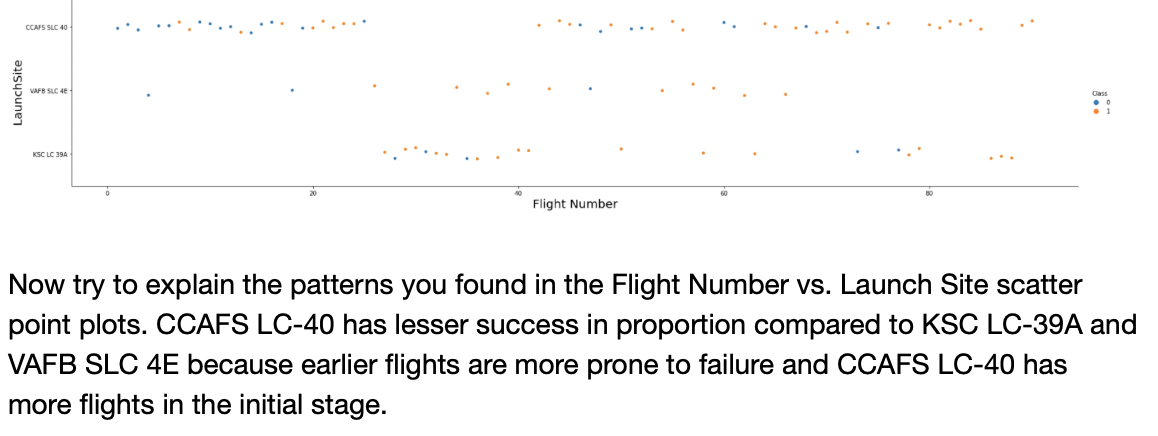 CCAFS SLC 40
VAFB SLC 4E
KSC LC 39A
LaunchSite
0 20 40 60 80
Flight Number
Class
0
1
Now try to explain the patterns you found in the Flight Number vs. Launch Site scatter
point plots. CCAFS LC-40 has lesser success in proportion compared to KSC LC-39A and
VAFB SLC 4E because earlier flights are more prone to failure and CCAFS LC-40 has
more flights in the initial stage.